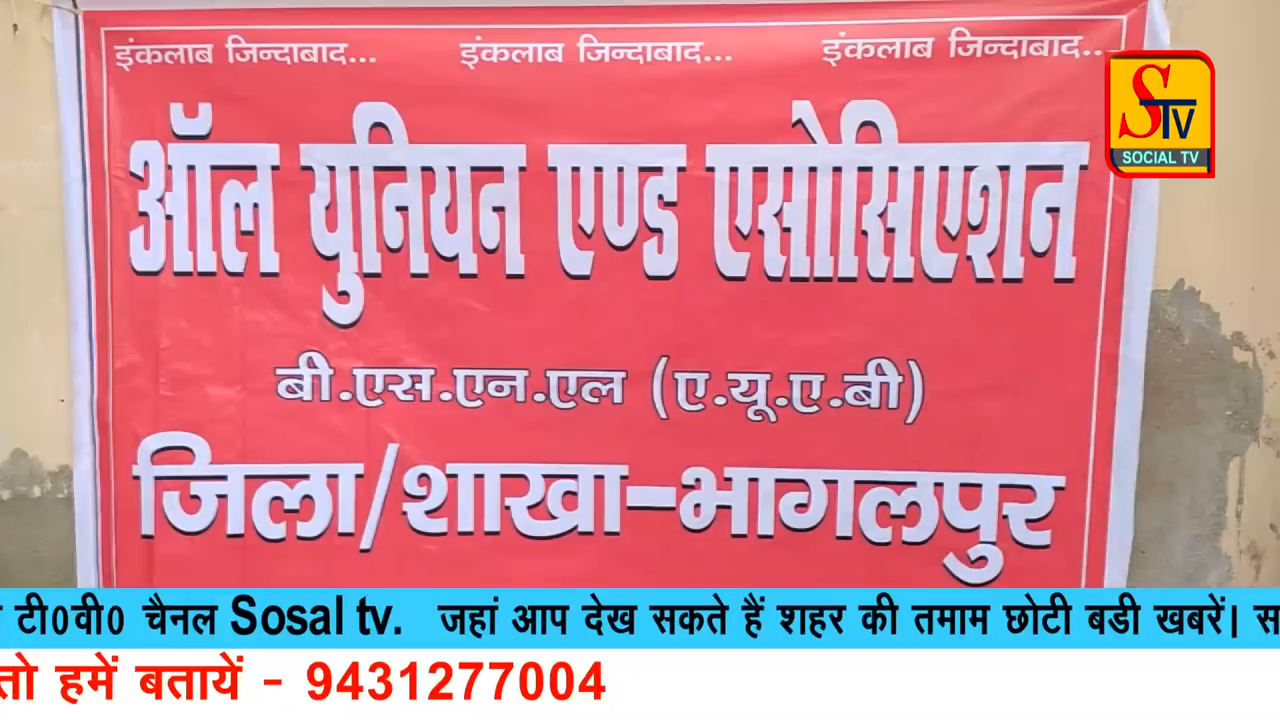 इंकलाब जिन्दाबाद... इंकलाब जिन्दाबाद... इंकलाब जिन्दाबाद...
STV
SOCIAL TV
ऑल युनियन एण्ड एसोसिएशन
बी.एस.एन.एल (ए.यू.ए.बी)
जिला/शाखा-भागलपुर
टी0वी0 चैनल Sosal tv. जहां आप देख सकते हैं शहर की तमाम छोटी बडी खबरें।
तो हमें बतायें - 9431277004